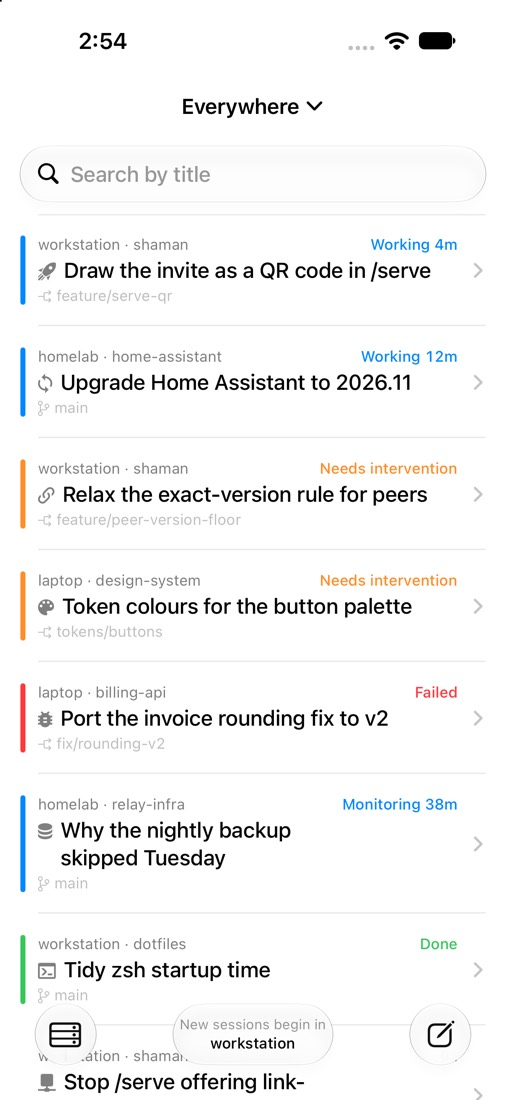 2:54
Everywhere
Search by title
workstation · shaman
Working 4m
Draw the invite as a QR code in /serve
feature/serve-qr
homelab · home-assistant
Working 12m
Upgrade Home Assistant to 2026.11
main
workstation · shaman
Needs intervention
Relax the exact-version rule for peers
feature/peer-version-floor
laptop · design-system
Needs intervention
Token colours for the button palette
tokens/buttons
laptop · billing-api
Failed
Port the invoice rounding fix to v2
fix/rounding-v2
homelab · relay-infra
Monitoring 38m
Why the nightly backup
skipped Tuesday
main
workstation · dotfiles
Done
Tidy zsh startup time
main
New sessions begin in
workstation
workstation · shaman
Stop /serve offering link-